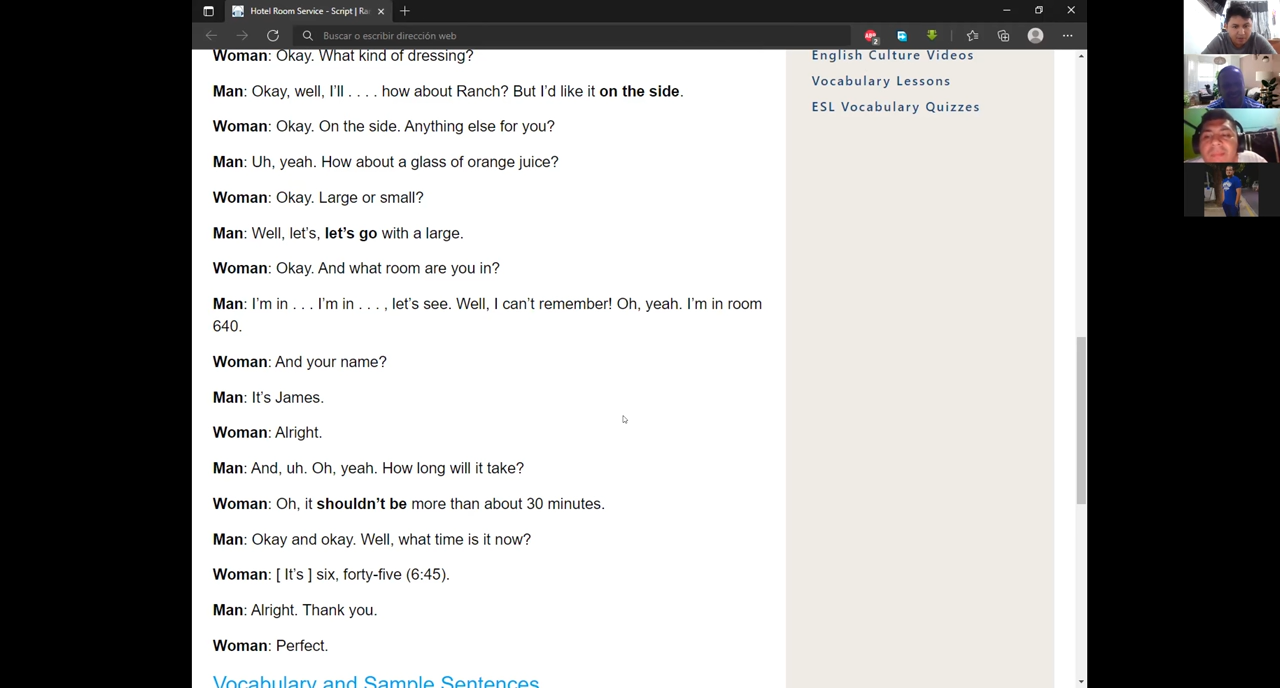 Hotel Room Service - Script | Ra
Buscar o escribir dirección web
2
Woman: Okay. What kind of dressing?
Man: Okay, well, I'll . . . . how about Ranch? But I'd like it on the side.
Woman: Okay. On the side. Anything else for you?
Man: Uh, yeah. How about a glass of orange juice?
Woman: Okay. Large or small?
Man: Well, let's, let's go with a large.
Woman: Okay. And what room are you in?
Man: I'm in . . . I'm in . . . , let's see. Well, I can't remember! Oh, yeah. I'm in room
640.
Woman: And your name?
Man: It's James.
Woman: Alright.
Man: And, uh. Oh, yeah. How long will it take?
Woman: Oh, it shouldn't be more than about 30 minutes.
Man: Okay and okay. Well, what time is it now?
Woman: [ It's ] six, forty-five (6:45).
Man: Alright. Thank you.
Woman: Perfect.
Vocabulary and Sample Sentences
English Culture Videos
Vocabulary Lessons
ESL Vocabulary Quizzes